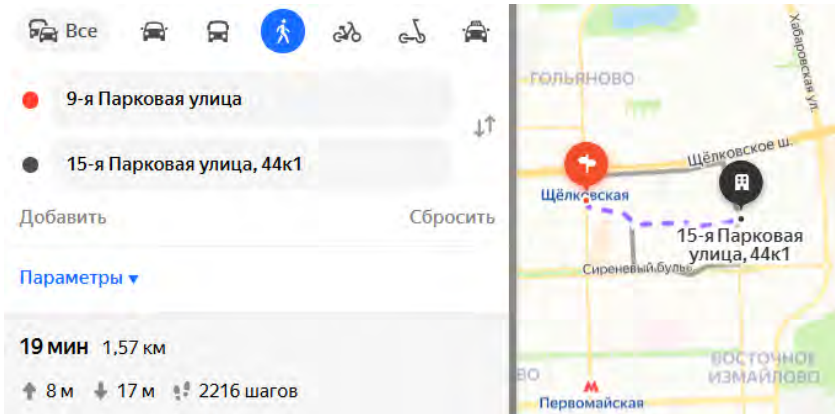 Все
9-я Парковая улица
15-я Парковая улица, 44к1
Добавить
Сбросить
Параметры
19 мин 1,57 км
8 м 17 м 2216 шагов
Хабаровская ул.
ГОЛЬЯНОВО
Щёлковское ш.
Щёлковская
15-я Парковая
улица, 44к1
Сиреневый бульв
ВОСТОЧНОЕ
ИЗМАЙЛОВО
ВО
М
Первомайская